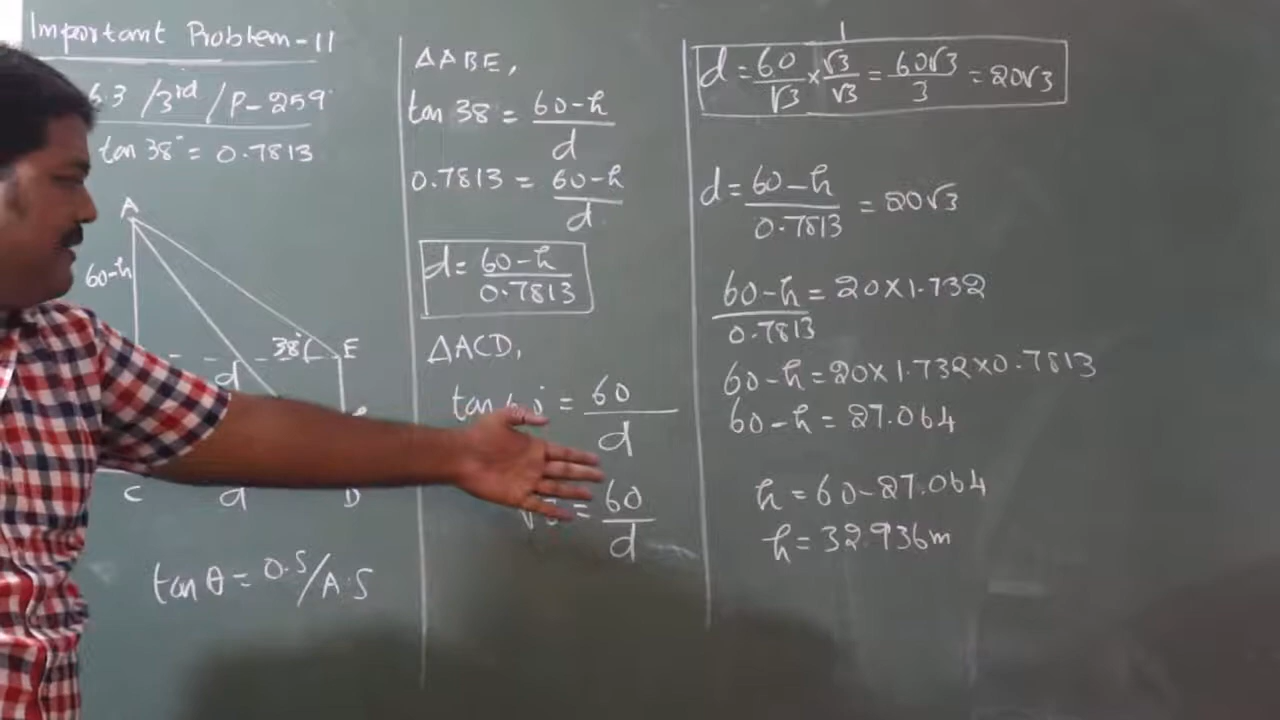 Important Problem-11
6.3 /3rd/P-259
tan 38° = 0.7813
A
60-h
38°
E
d
C
d
D
tan θ = O.S/A.S
ΔABE,
tan 38 = 60-h / d
0.7813 = 60-h / d
d = 60-h / 0.7813
ΔACD,
tan = 60 / d
= 60 / d
d = 60/√3 × √3/√3 = 60√3/3 = 20√3
d = 60-h / 0.7813 = 20√3
60-h / 0.7813 = 20×1.732
60-h = 20×1.732×0.7813
60-h = 27.064
h = 60-27.064
h = 32.936m